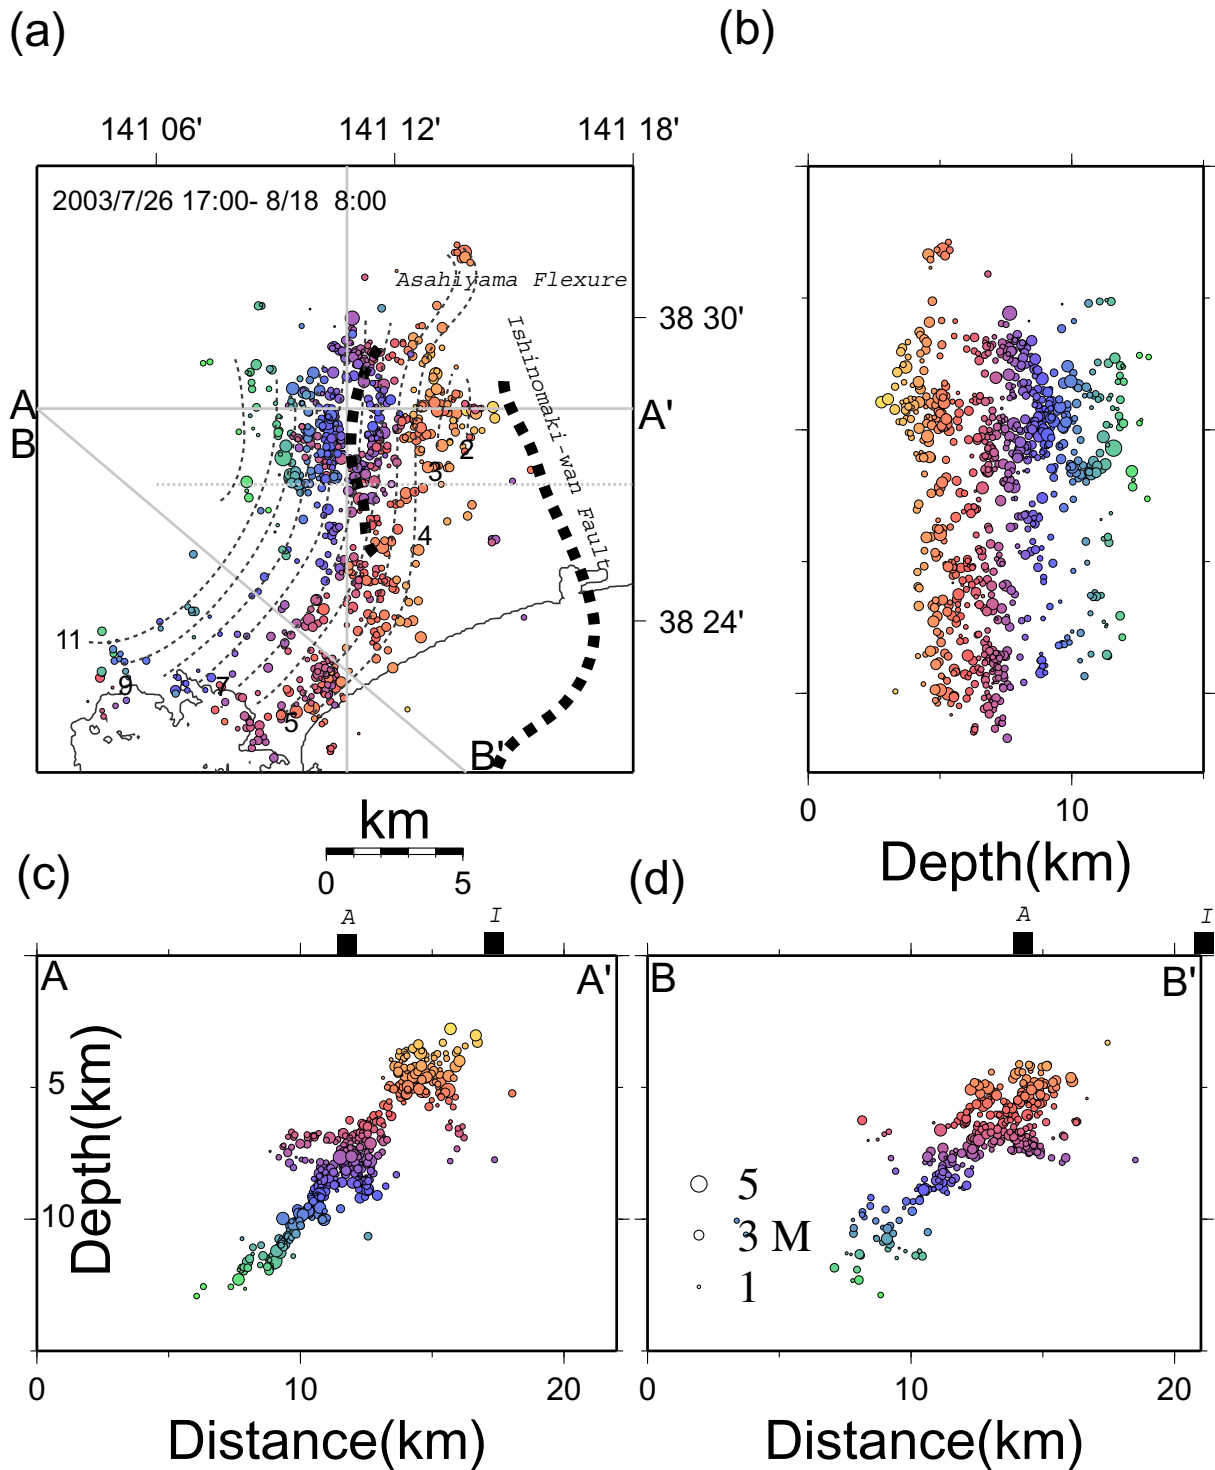 (a)
(b)
141 06'
141 12'
141 18'
2003/7/26 17:00- 8/18 8:00
Asahiyama Flexure
Ishinomaki-wan Fault
38 30'
A
A'
B
2
3
4
38 24'
11
9
7
5
B'
0
10
Depth(km)
km
0
5
(c)
(d)
A
I
A
I
A
A'
B
B'
5
10
Depth(km)
5
3 M
1
0
10
20
0
10
20
Distance(km)
Distance(km)